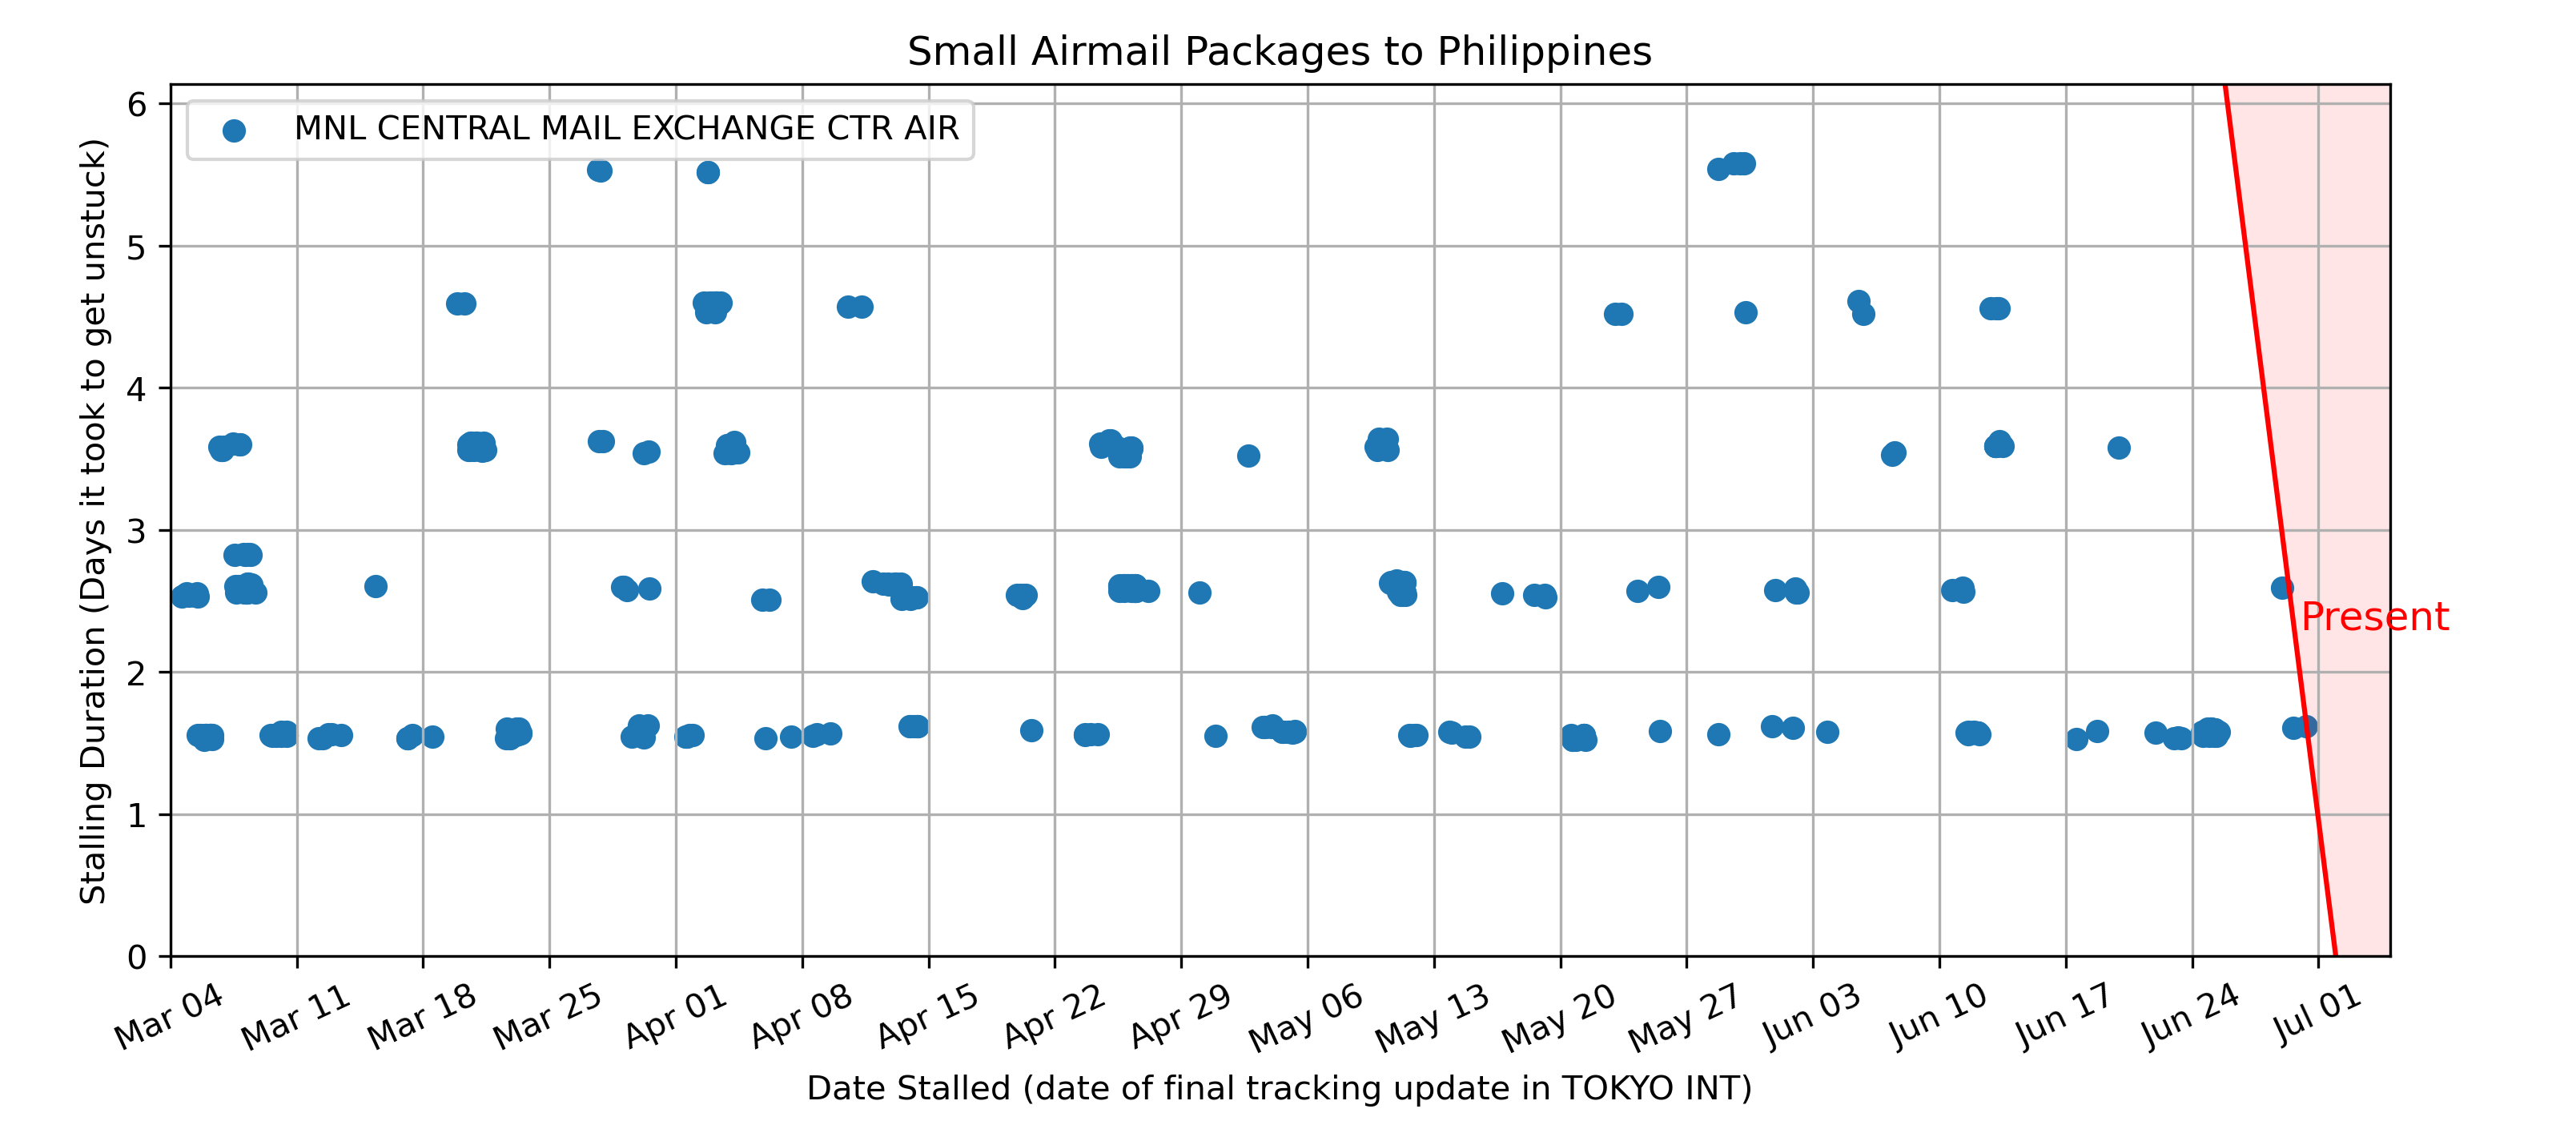 Small Airmail Packages to Philippines
MNL CENTRAL MAIL EXCHANGE CTR AIR
Stalling Duration (Days it took to get unstuck)
6
5
4
3
2
1
0
Present
Mar 04 Mar 11 Mar 18 Mar 25 Apr 01 Apr 08 Apr 15 Apr 22 Apr 29 May 06 May 13 May 20 May 27 Jun 03 Jun 10 Jun 17 Jun 24 Jul 01
Date Stalled (date of final tracking update in TOKYO INT)